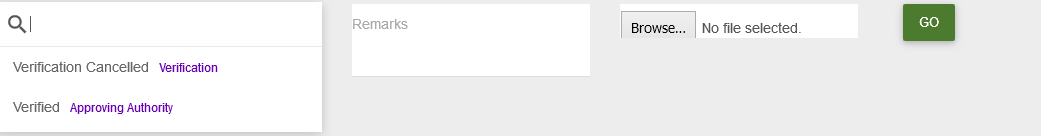 Remarks
Browse... No file selected.
GO
Verification Cancelled Verification
Verified Approving Authority